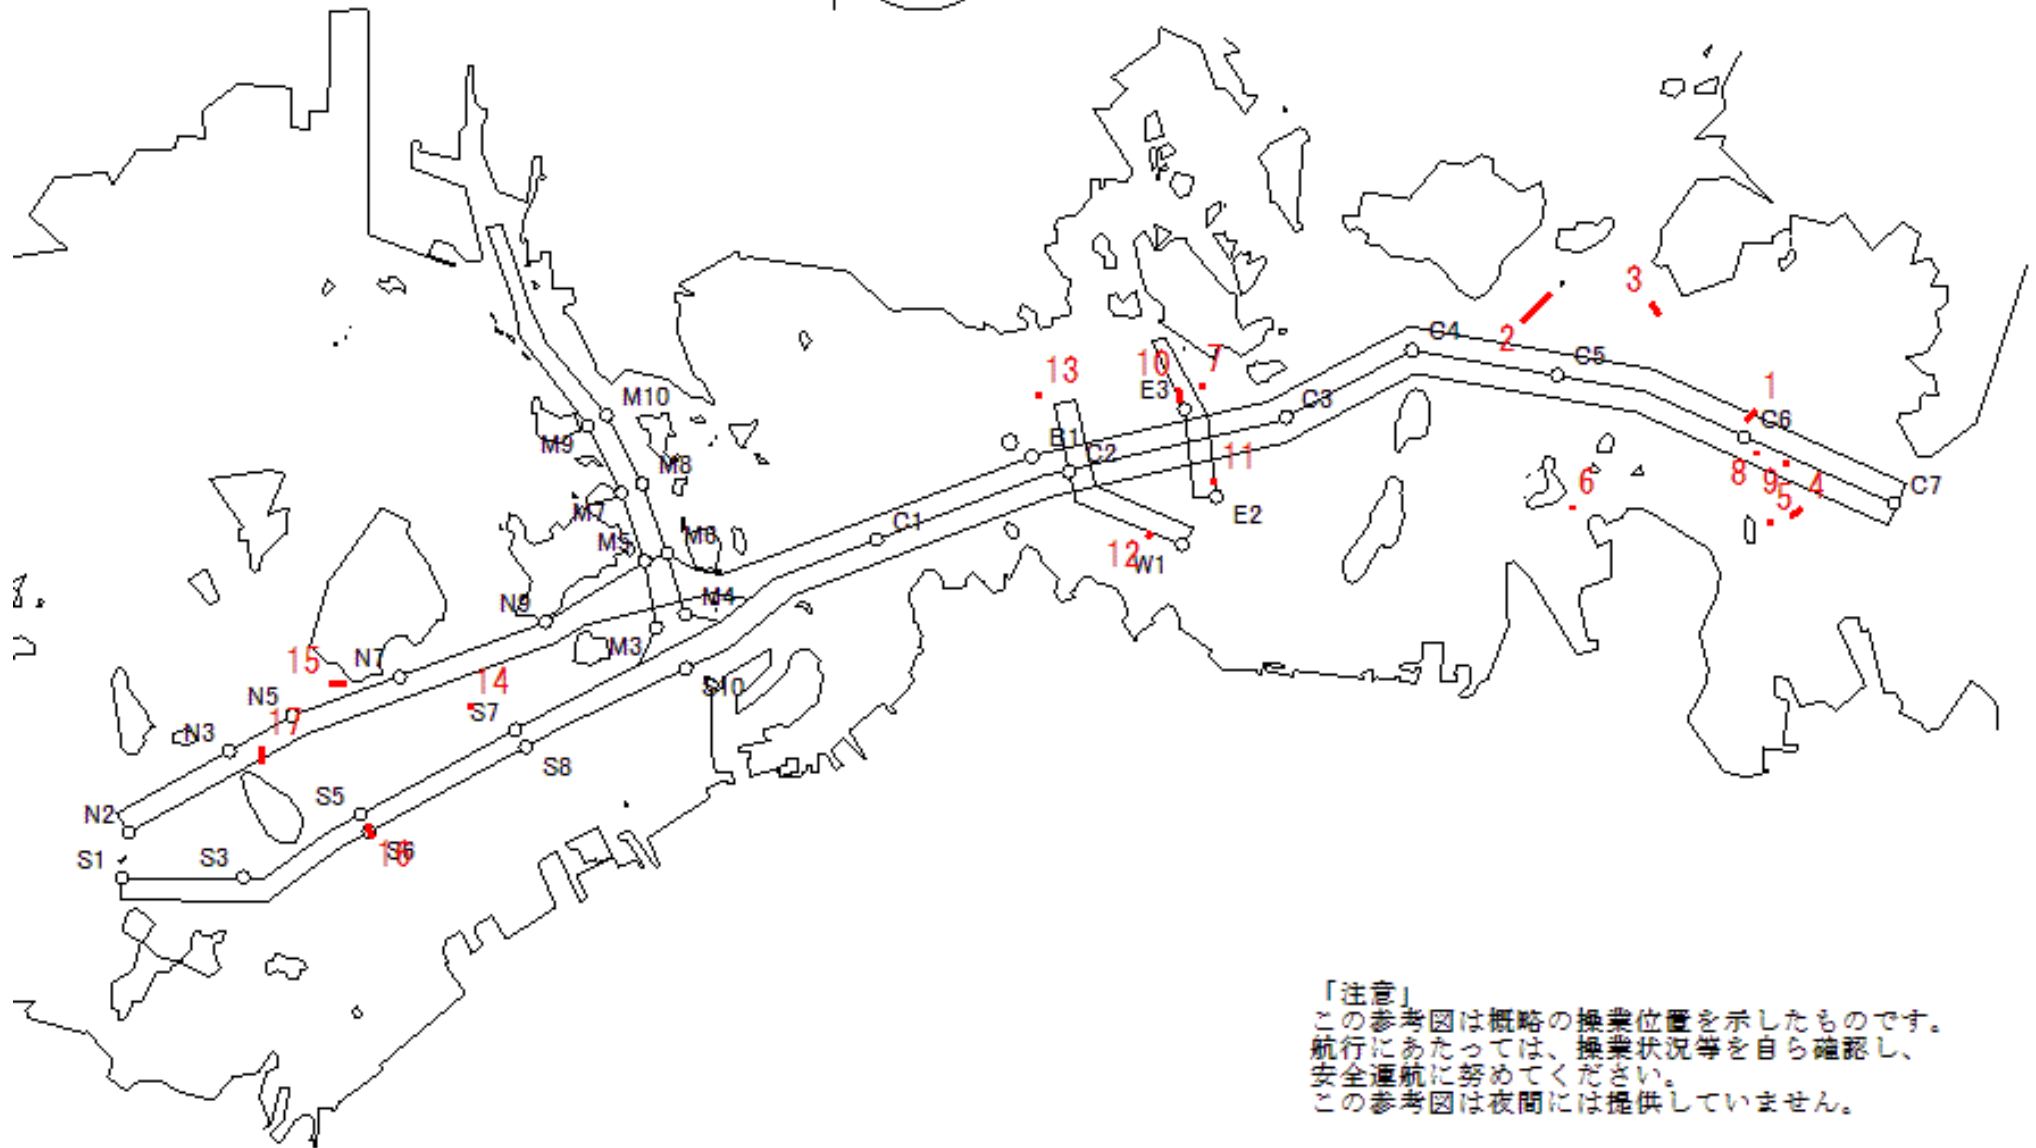 C4
3
2
C5
1
C6
C7
13
10
7
E3
C3
B1
C2
11
8
9
5
4
6
E2
12
W1
M10
M9
M8
M7
M6
M5
C1
N9
M4
M3
15
N7
14
S7
S10
N5
17
N3
S8
S5
N2
16
S6
S1
S3
「注意」
この参考図は概略の操業位置を示したものです。
航行にあたっては、操業状況等を自ら確認し、
安全運航に努めてください。
この参考図は夜間には提供していません。